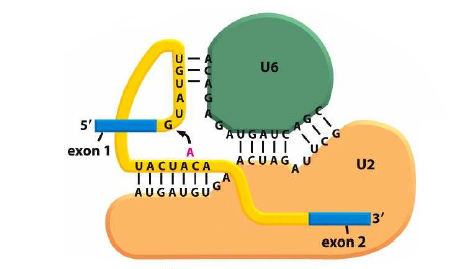 U6
U A
G C
U A
A G
U A
5′ G G
exon 1
A
A U G A U C A G C
A C U A G A U U C G
U A C U A C A
A U G A U G U G A
U2
3′
exon 2